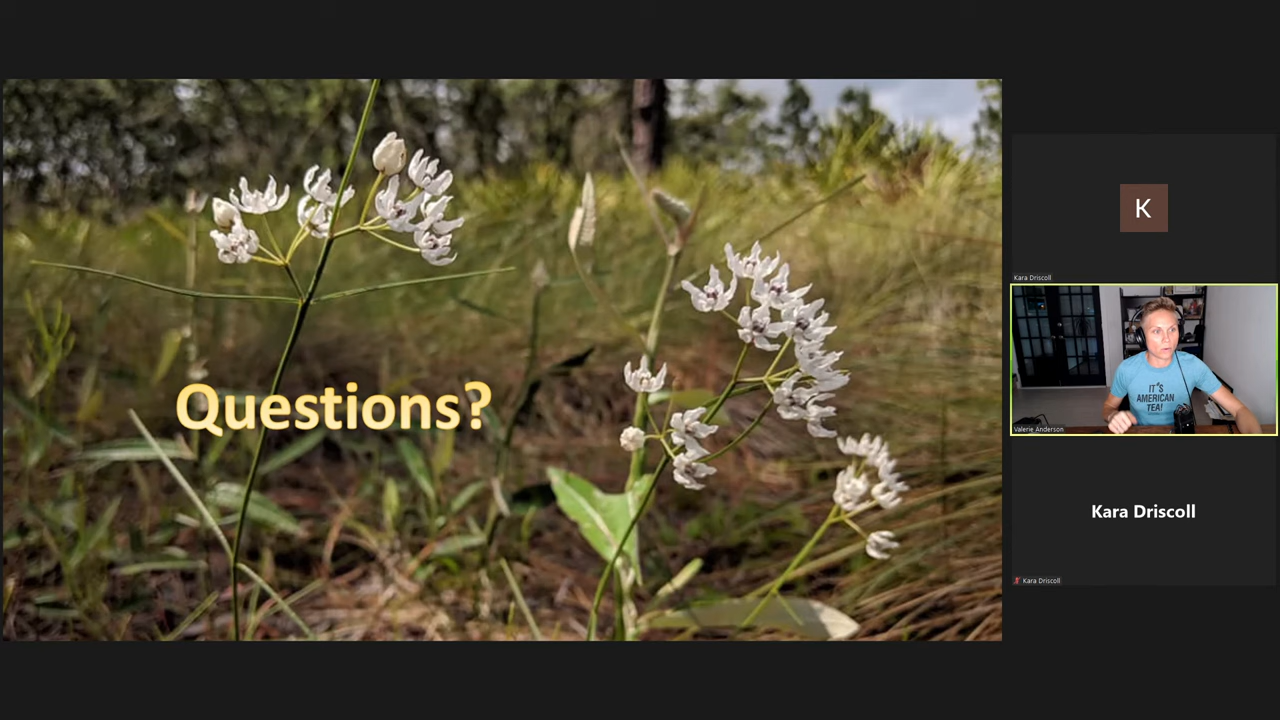 Questions?
K
Kara Driscoll
IT'S
AMERICAN
TEA!
Valerie Anderson
Kara Driscoll
Kara Driscoll